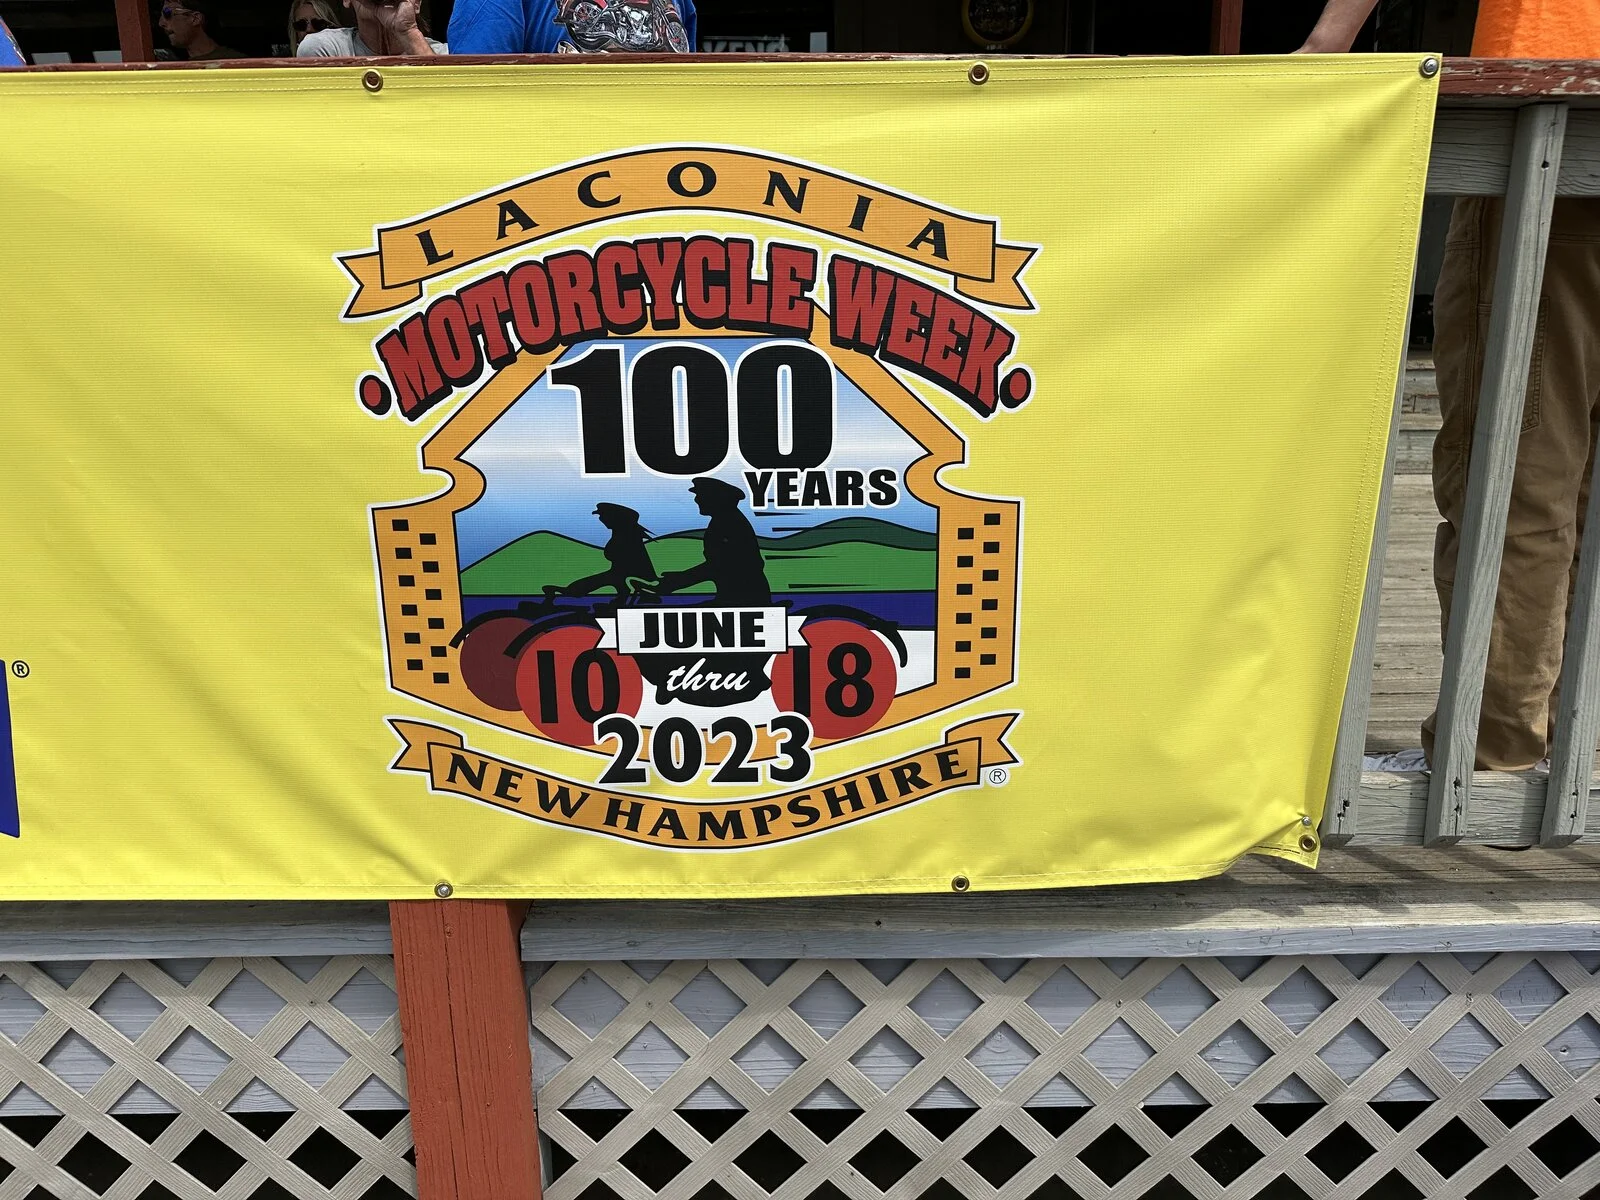 LACONIA
•MOTORCYCLE WEEK•
100
YEARS
JUNE
10 thru 18
2023
NEW HAMPSHIRE
®
®